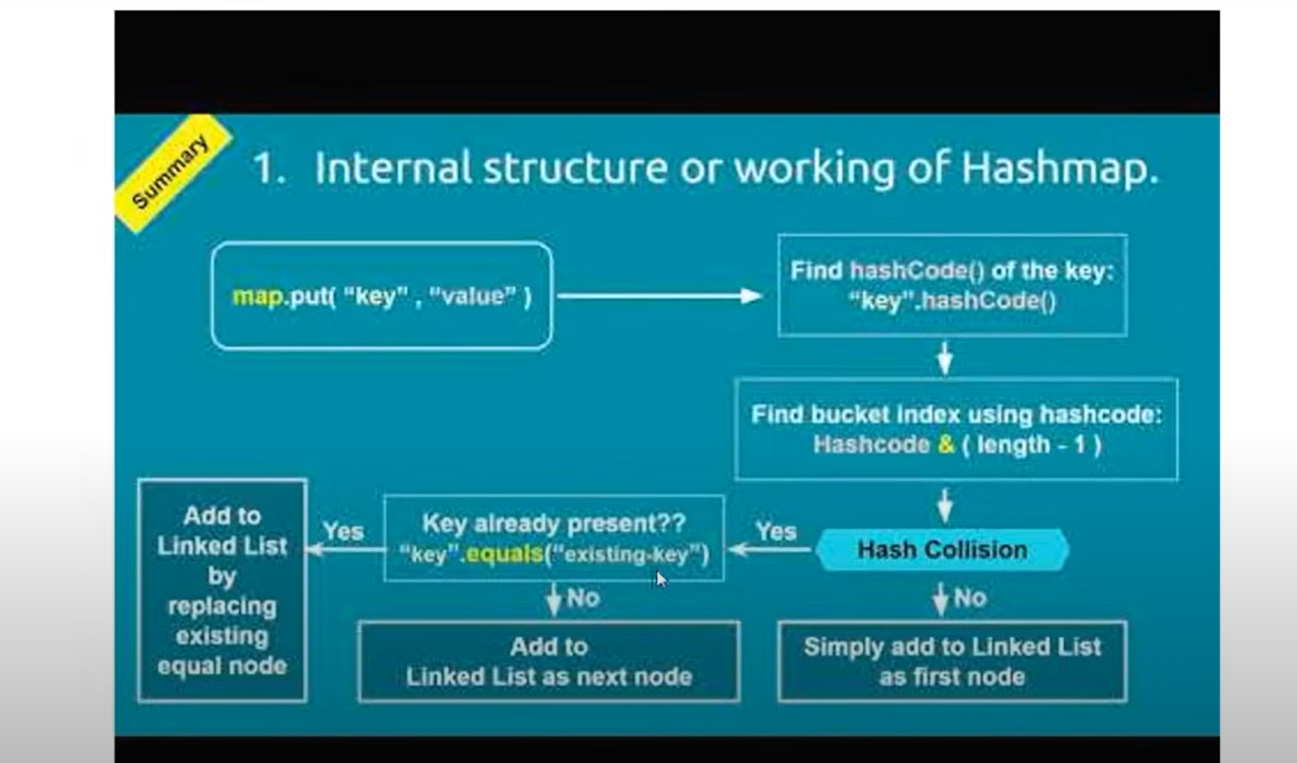 Summary
1. Internal structure or working of Hashmap.
map.put( “key” , “value” )
Find hashCode() of the key:
“key”.hashCode()
Find bucket index using hashcode:
Hashcode & ( length - 1 )
Hash Collision
Yes
No
Key already present??
“key”.equals(“existing-key”)
Yes
No
Add to
Linked List
by
replacing
existing
equal node
Add to
Linked List as next node
Simply add to Linked List
as first node